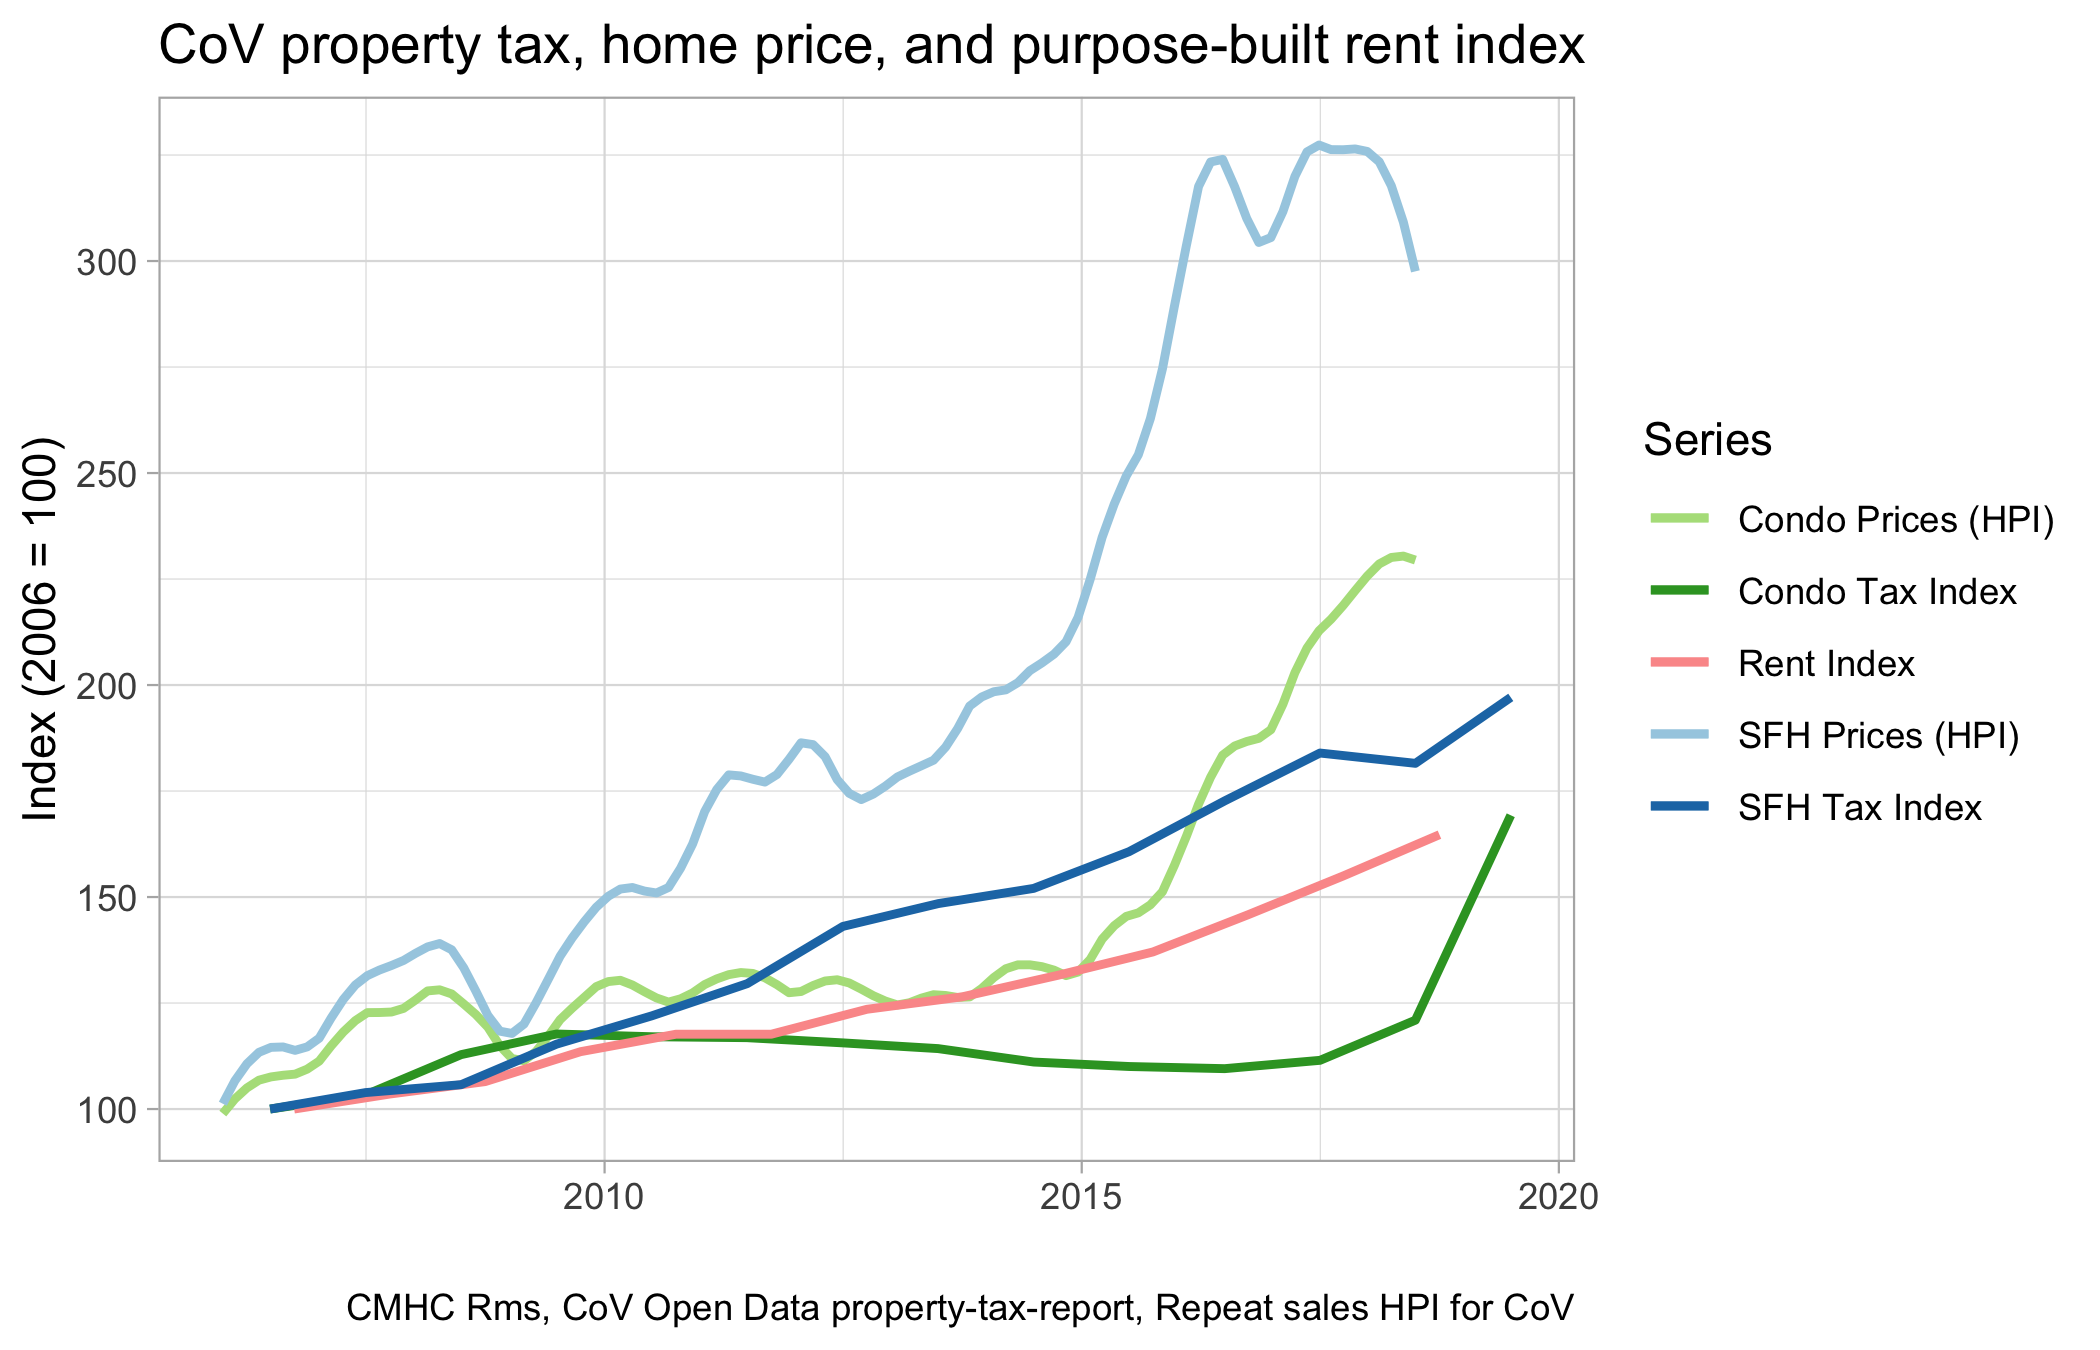 CoV property tax, home price, and purpose-built rent index
Index (2006 = 100)
300
250
200
150
100
2010
2015
2020
Series
Condo Prices (HPI)
Condo Tax Index
Rent Index
SFH Prices (HPI)
SFH Tax Index
CMHC Rms, CoV Open Data property-tax-report, Repeat sales HPI for CoV